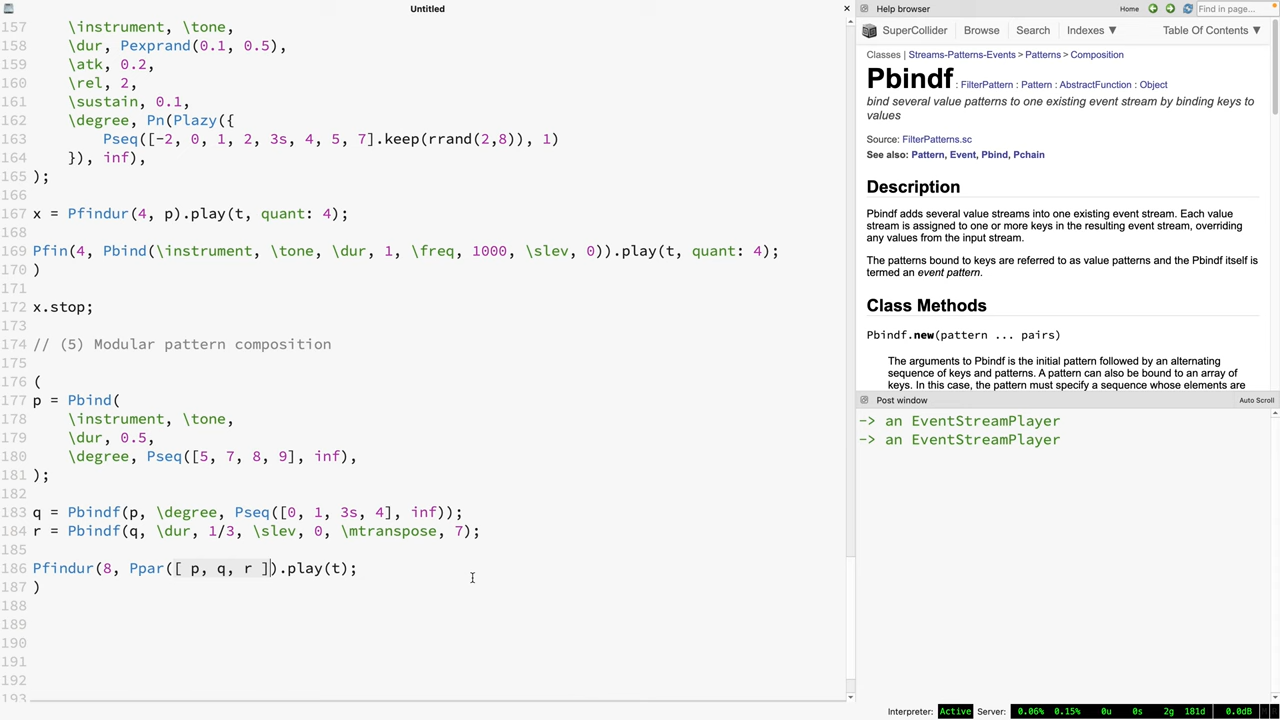 Untitled
157 \instrument, \tone,
158 \dur, Pexprand(0.1, 0.5),
159 \atk, 0.2,
160 \rel, 2,
161 \sustain, 0.1,
162 \degree, Pn(Plazy({
163 Pseq([-2, 0, 1, 2, 3s, 4, 5, 7].keep(rrand(2,8)), 1)
164 }), inf),
165 );
166
167 x = Pfindur(4, p).play(t, quant: 4);
168
169 Pfin(4, Pbind(\instrument, \tone, \dur, 1, \freq, 1000, \slev, 0)).play(t, quant: 4);
170 )
171
172 x.stop;
173
174 // (5) Modular pattern composition
175
176 (
177 p = Pbind(
178 \instrument, \tone,
179 \dur, 0.5,
180 \degree, Pseq([5, 7, 8, 9], inf),
181 );
182
183 q = Pbindf(p, \degree, Pseq([0, 1, 3s, 4], inf));
184 r = Pbindf(q, \dur, 1/3, \slev, 0, \mtranspose, 7);
185
186 Pfindur(8, Ppar([ p, q, r ]).play(t);
187 )
188
189
190
191
192
193
Help browser
Home Find in page...
SuperCollider Browse Search Indexes ▼ Table Of Contents ▼
Classes | Streams-Patterns-Events > Patterns > Composition
Pbindf : FilterPattern : Pattern : AbstractFunction : Object
bind several value patterns to one existing event stream by binding keys to
values
Source: FilterPatterns.sc
See also: Pattern, Event, Pbind, Pchain
Description
Pbindf adds several value streams into one existing event stream. Each value
stream is assigned to one or more keys in the resulting event stream, overriding
any values from the input stream.
The patterns bound to keys are referred to as value patterns and the Pbindf itself is
termed an event pattern.
Class Methods
Pbindf.new(pattern ... pairs)
The arguments to Pbindf is the initial pattern followed by an alternating
sequence of keys and patterns. A pattern can also be bound to an array of
keys. In this case, the pattern must specify a sequence whose elements are
Post window Auto Scroll
-> an EventStreamPlayer
-> an EventStreamPlayer
Interpreter: Active Server: 0.06% 0.15% 0u 0s 2g 181d 0.0dB